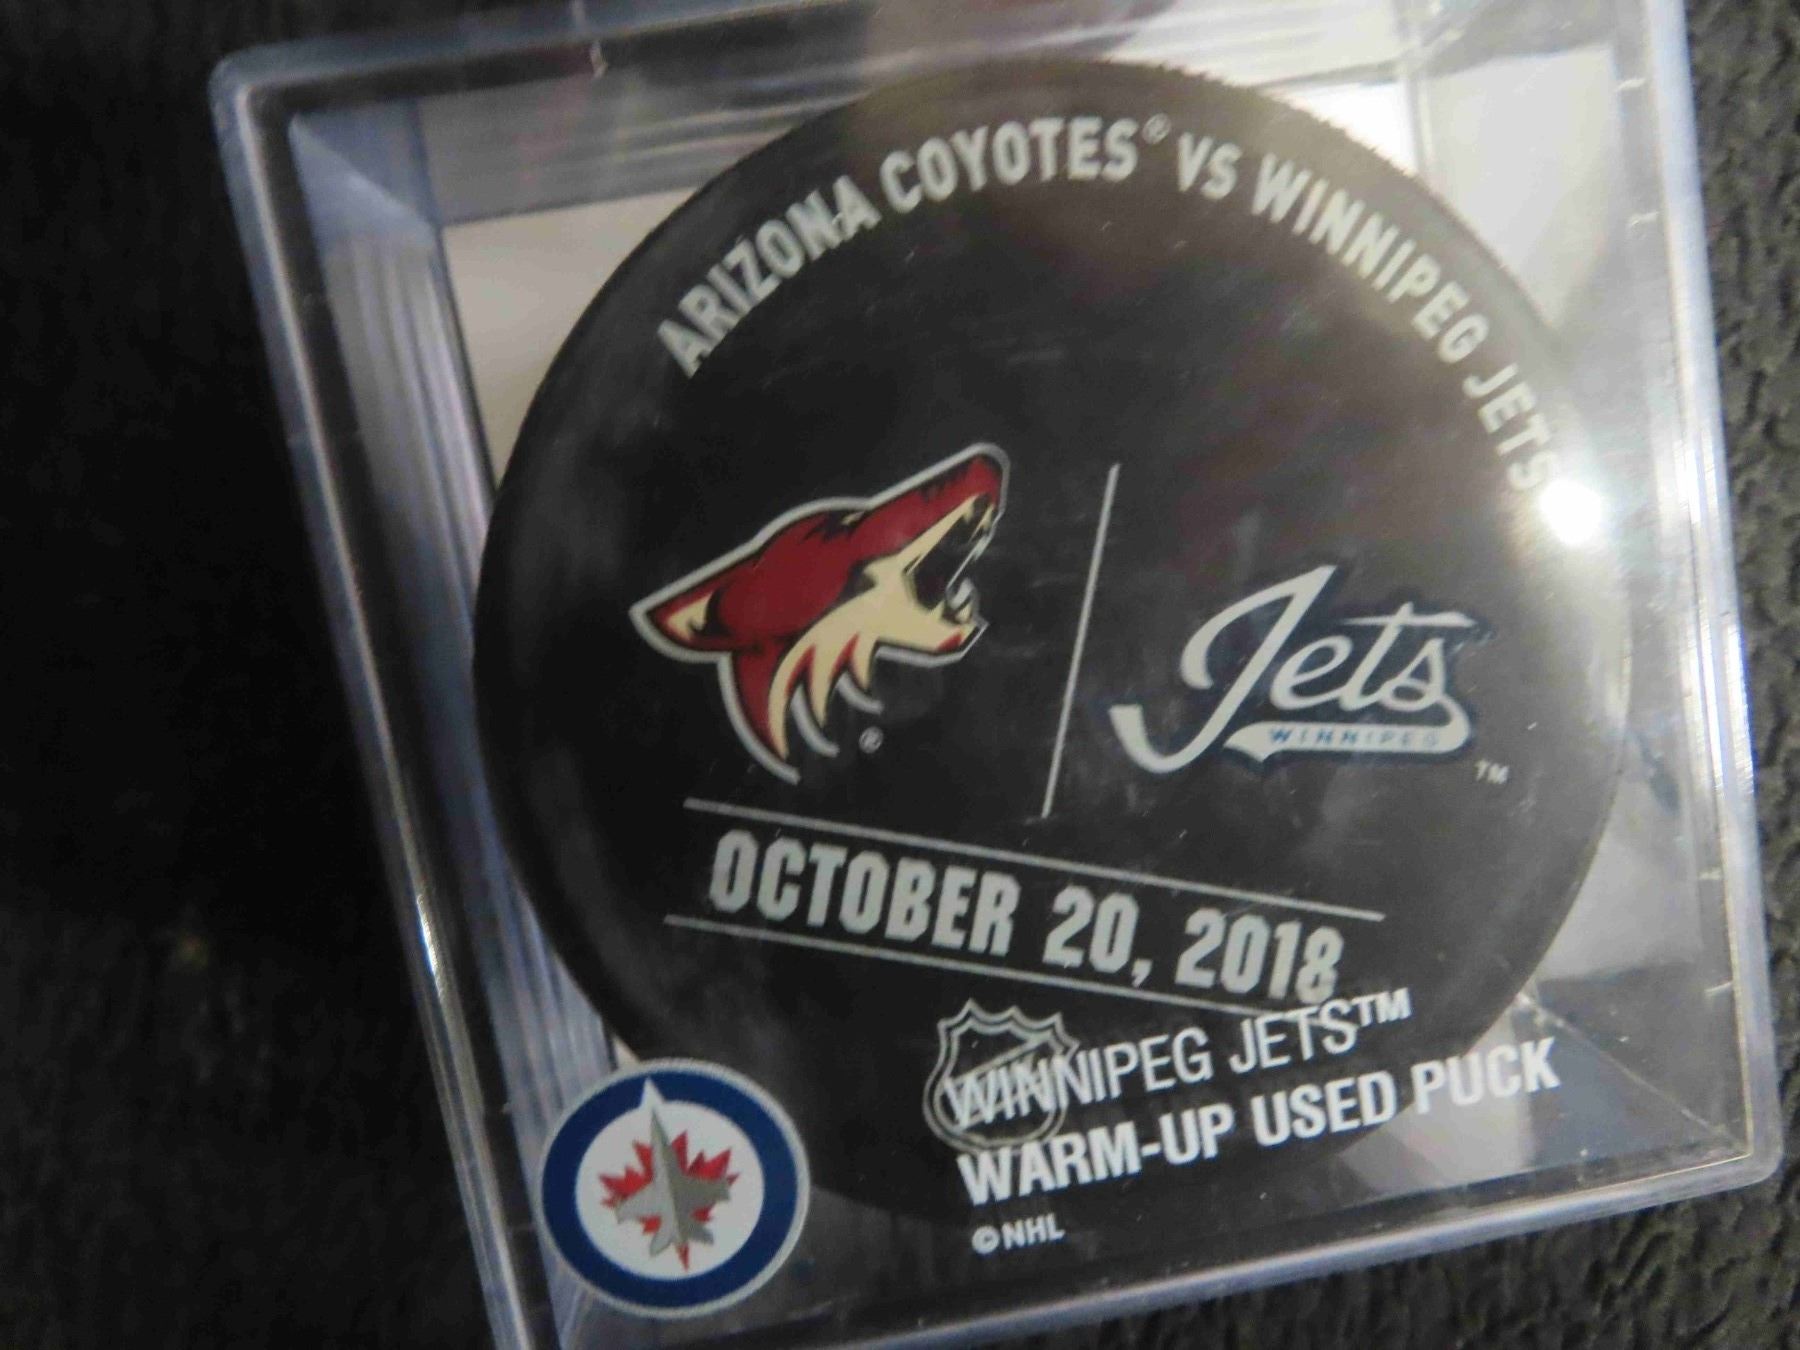 ARIZONA COYOTES® VS WINNIPEG JETS
®
Jets
WINNIPEG
™
OCTOBER 20, 2018
WINNIPEG JETS™
WARM-UP USED PUCK
©NHL